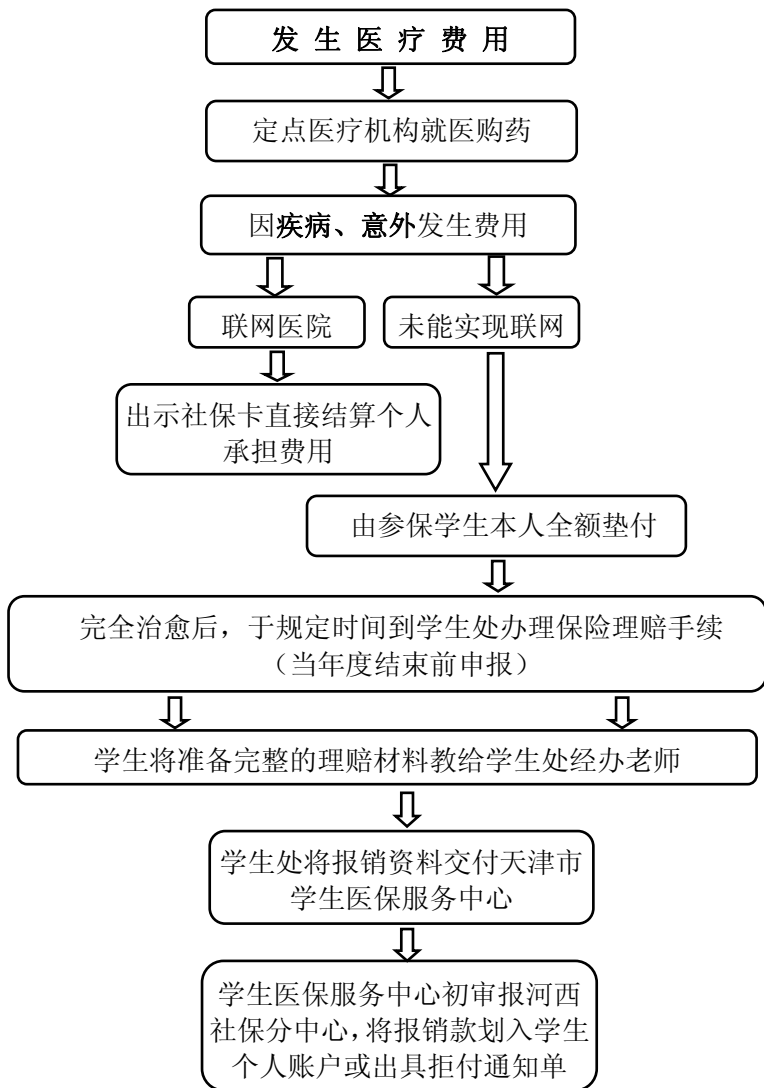 发 生 医 疗 费 用
定点医疗机构就医购药
因疾病、意外发生费用
联网医院
未能实现联网
出示社保卡直接结算个人
承担费用
由参保学生本人全额垫付
完全治愈后，于规定时间到学生处办理保险理赔手续
（当年度结束前申报）
学生将准备完整的理赔材料教给学生处经办老师
学生处将报销资料交付天津市
学生医保服务中心
学生医保服务中心初审报河西
社保分中心，将报销款划入学生
个人账户或出具拒付通知单